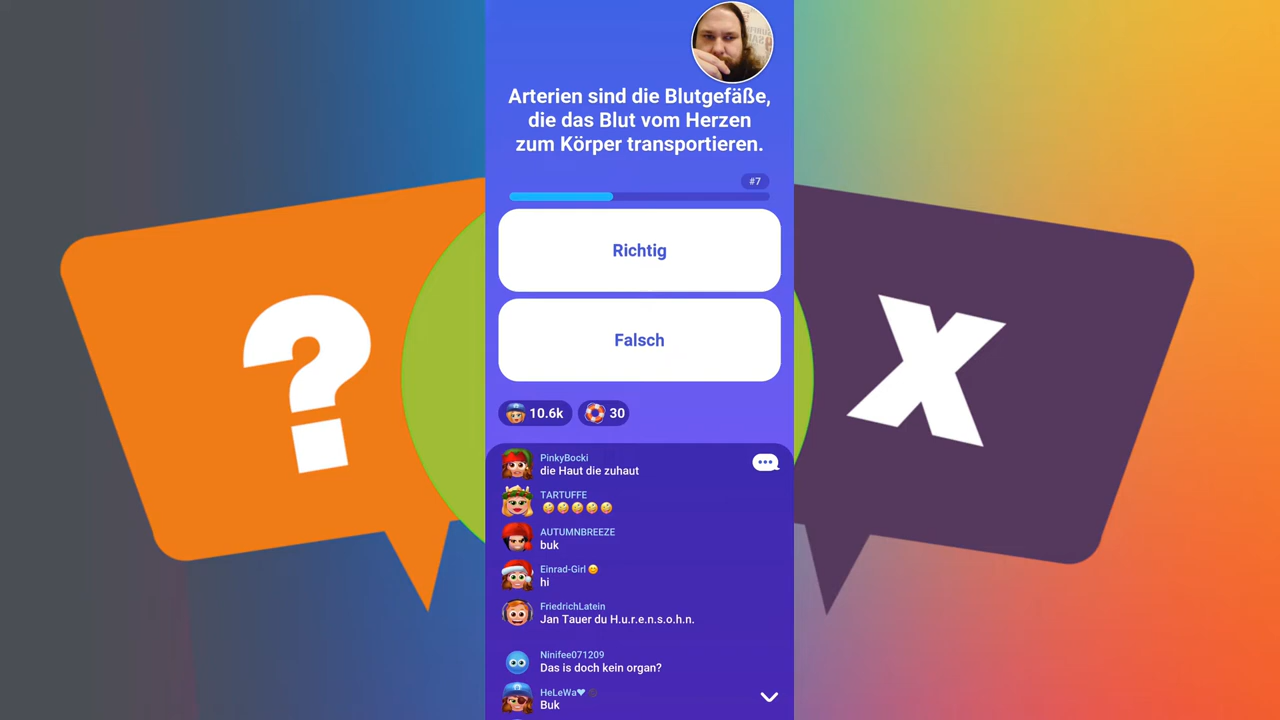 Arterien sind die Blutgefäße,
die das Blut vom Herzen
zum Körper transportieren.
#7
Richtig
Falsch
10.6k 30
PinkyBocki
die Haut die zuhaut
TARTUFFE
🤣🤣🤣🤣🤣
AUTUMNBREEZE
buk
Einrad-Girl 😊
hi
FriedrichLatein
Jan Tauer du H.u.r.e.n.s.o.h.n.
Ninifee071209
Das is doch kein organ?
HeLeWa❤
Buk
?
X